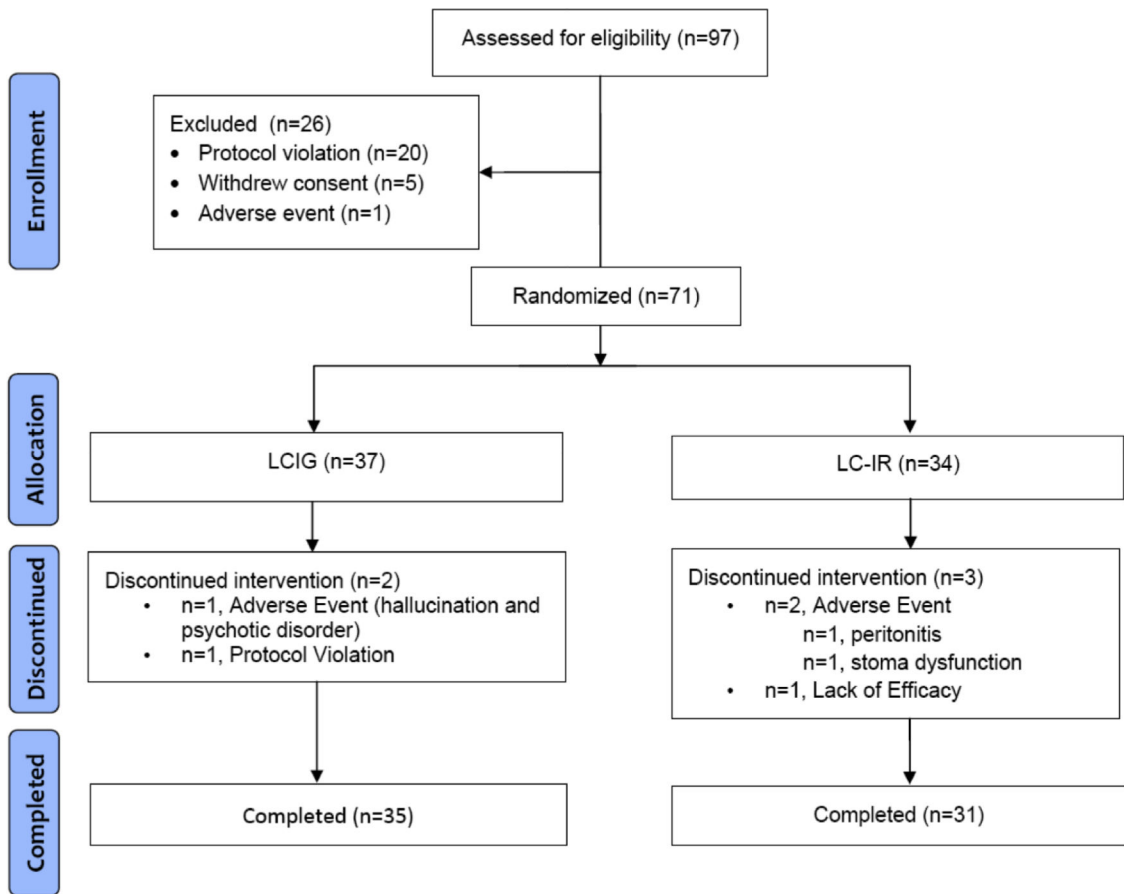 Assessed for eligibility (n=97)
Enrollment
Excluded (n=26)
• Protocol violation (n=20)
• Withdrew consent (n=5)
• Adverse event (n=1)
Randomized (n=71)
Allocation
LCIG (n=37)
LC-IR (n=34)
Discontinued
Discontinued intervention (n=2)
• n=1, Adverse Event (hallucination and
psychotic disorder)
• n=1, Protocol Violation
Discontinued intervention (n=3)
• n=2, Adverse Event
n=1, peritonitis
n=1, stoma dysfunction
• n=1, Lack of Efficacy
Completed
Completed (n=35)
Completed (n=31)